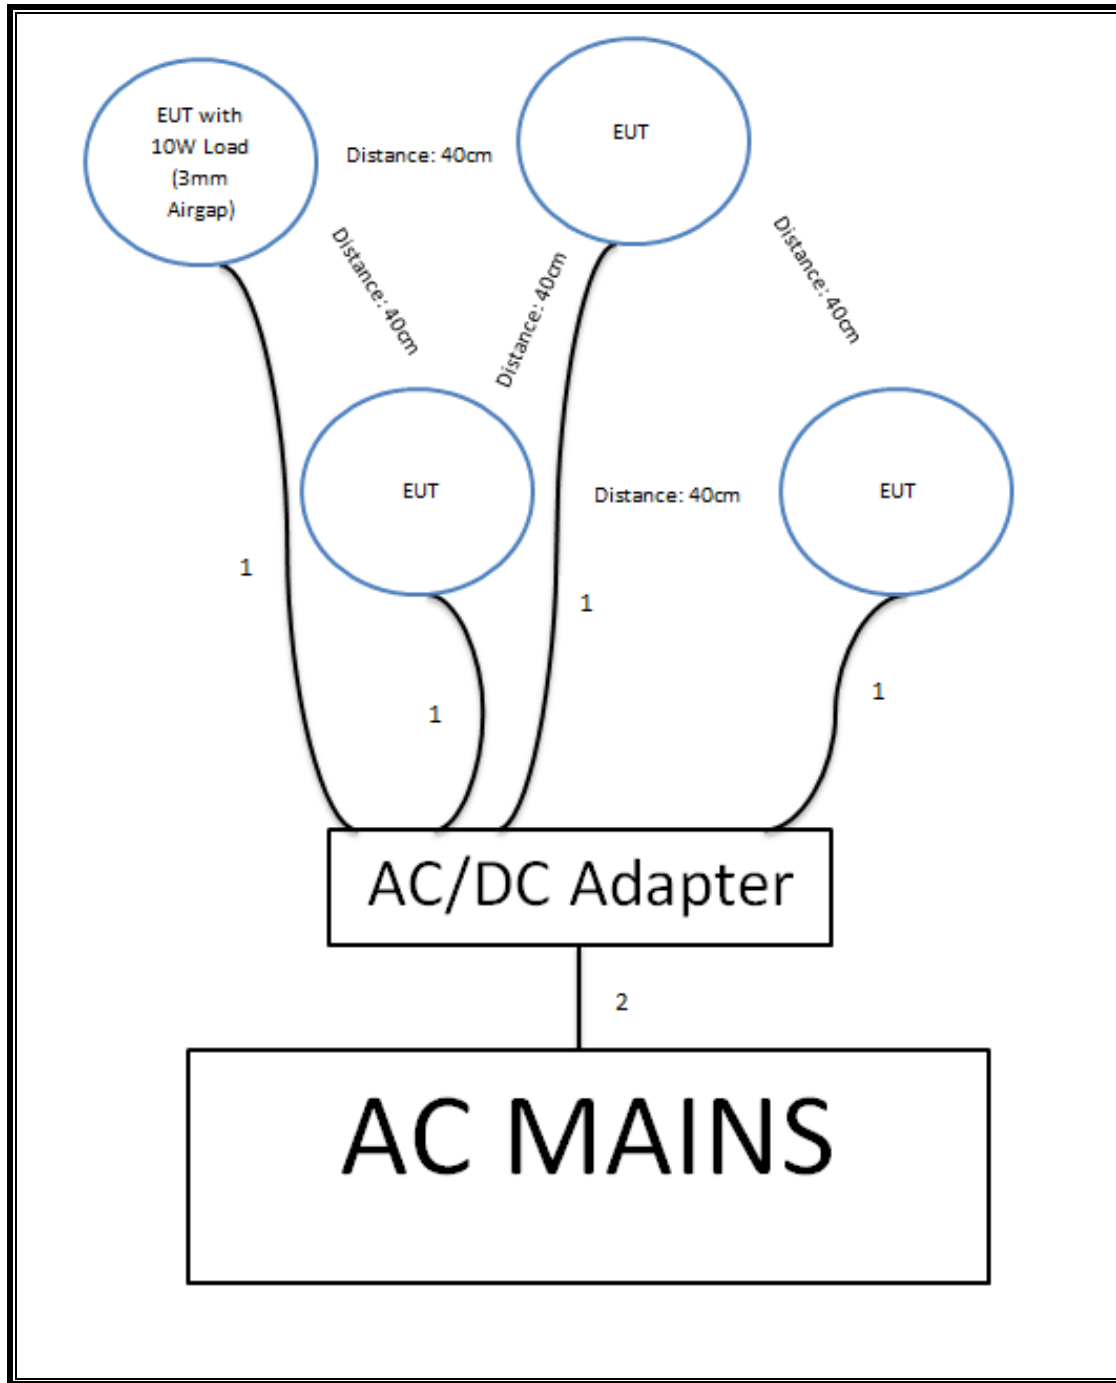 EUT with
10W Load
(3mm
Airgap)
Distance: 40cm
EUT
Distance: 40cm
Distance: 40cm
Distance: 40cm
EUT
Distance: 40cm
EUT
1
1
1
1
AC/DC Adapter
2
AC MAINS